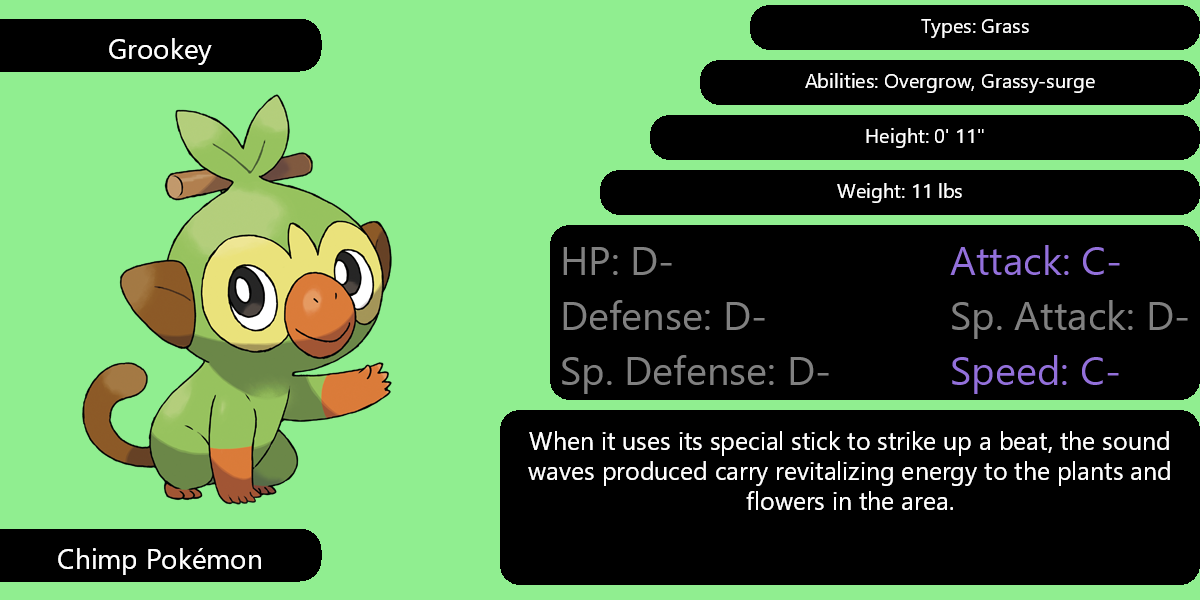 Grookey
Types: Grass
Abilities: Overgrow, Grassy-surge
Height: 0' 11"
Weight: 11 lbs
HP: D-
Attack: C-
Defense: D-
Sp. Attack: D-
Sp. Defense: D-
Speed: C-
When it uses its special stick to strike up a beat, the sound
waves produced carry revitalizing energy to the plants and
flowers in the area.
Chimp Pokémon